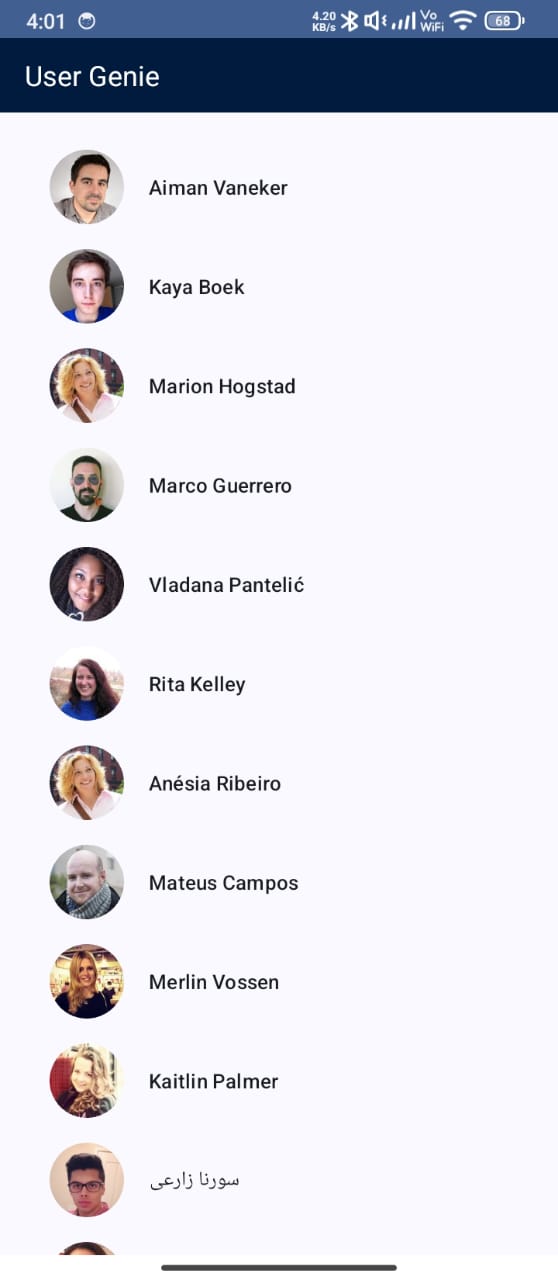 4:01
4.20
KB/s
Vo
WiFi
68
User Genie
Aiman Vaneker
Kaya Boek
Marion Hogstad
Marco Guerrero
Vladana Pantelić
Rita Kelley
Anésia Ribeiro
Mateus Campos
Merlin Vossen
Kaitlin Palmer
سورنا زارعی